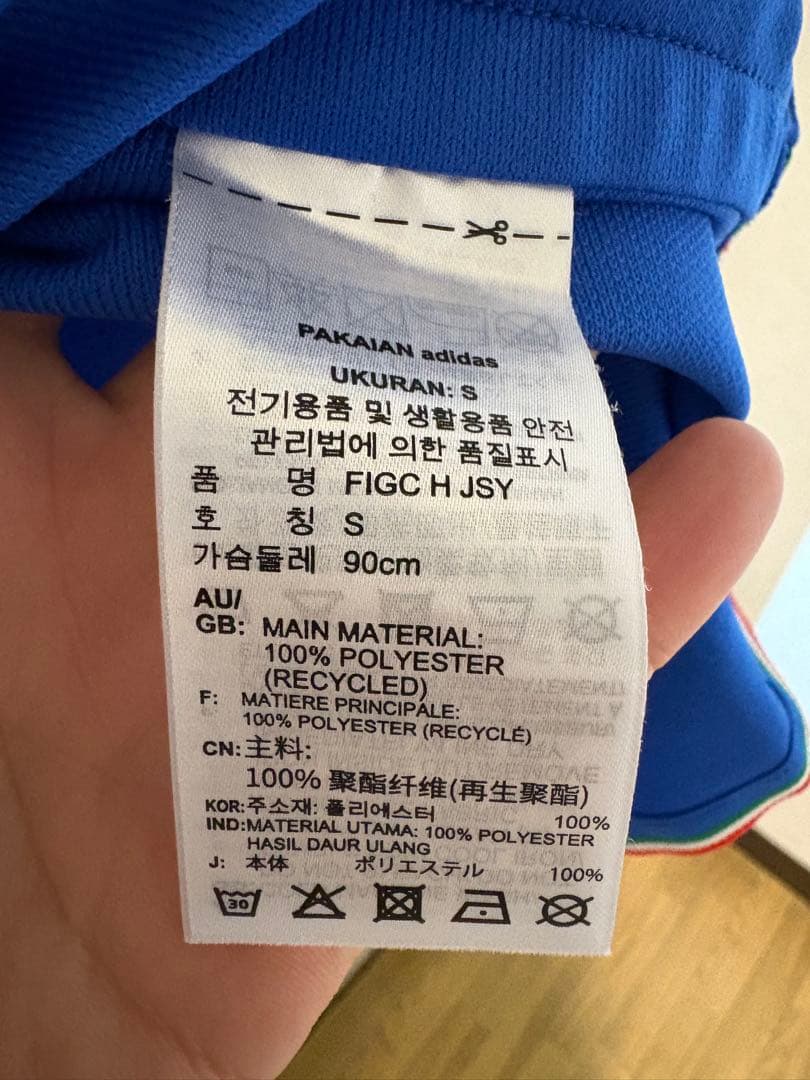 PAKAIAN adidas
UKURAN: S
전기용품 및 생활용품 안전
관리법에 의한 품질표시
품 명 FIGC H JSY
호 칭 S
가슴둘레 90cm
AU/
GB: MAIN MATERIAL:
100% POLYESTER
(RECYCLED)
F: MATIERE PRINCIPALE:
100% POLYESTER (RECYCLÉ)
CN: 主料:
100% 聚酯纤维(再生聚酯)
KOR: 주소재: 폴리에스터 100%
IND: MATERIAL UTAMA: 100% POLYESTER
HASIL DAUR ULANG
J: 本体 ポリエステル 100%
30